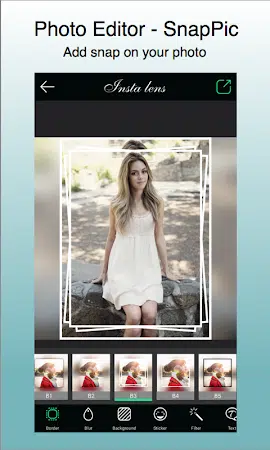 Photo Editor - SnapPic
Add snap on your photo
Insta lens
B1 B2 B3 B4 B5
Border Blur Background Sticker Filter Text